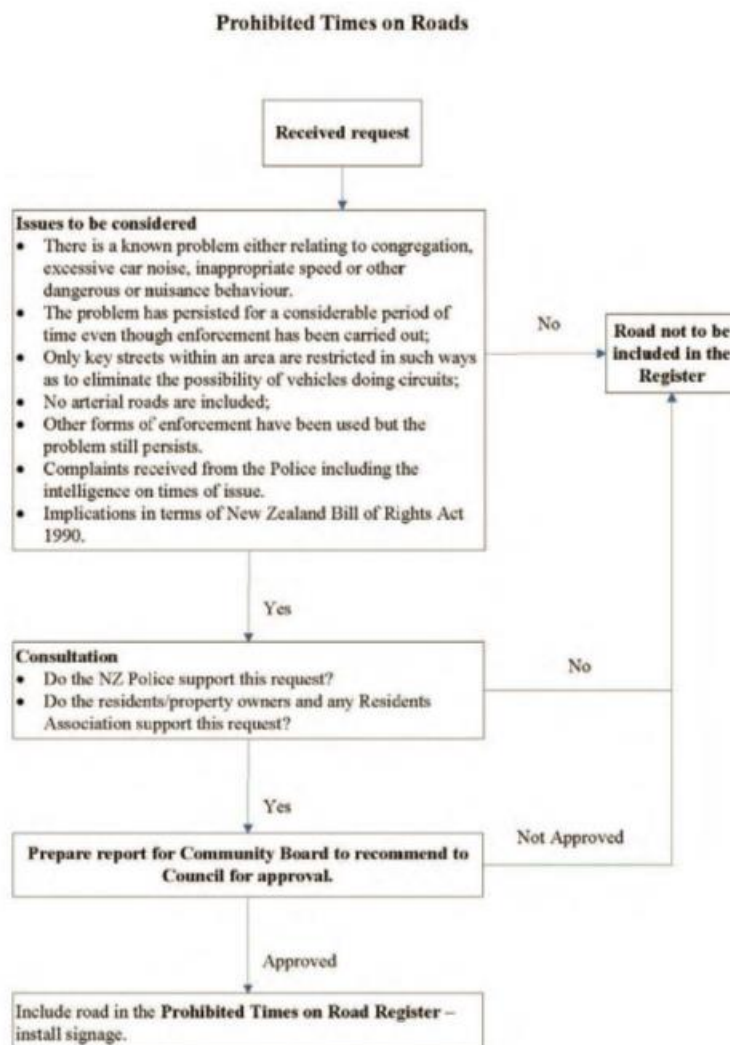 Prohibited Times on Roads
Received request
Issues to be considered
• There is a known problem either relating to congregation,
excessive car noise, inappropriate speed or other
dangerous or nuisance behaviour.
• The problem has persisted for a considerable period of
time even though enforcement has been carried out;
• Only key streets within an area are restricted in such ways
as to eliminate the possibility of vehicles doing circuits;
• No arterial roads are included;
• Other forms of enforcement have been used but the
problem still persists.
• Complaints received from the Police including the
intelligence on times of issue.
• Implications in terms of New Zealand Bill of Rights Act
1990.
No
Road not to be
included in the
Register
Yes
Consultation
• Do the NZ Police support this request?
• Do the residents/property owners and any Residents
Association support this request?
No
Yes
Prepare report for Community Board to recommend to
Council for approval.
Not Approved
Approved
Include road in the Prohibited Times on Road Register –
install signage.